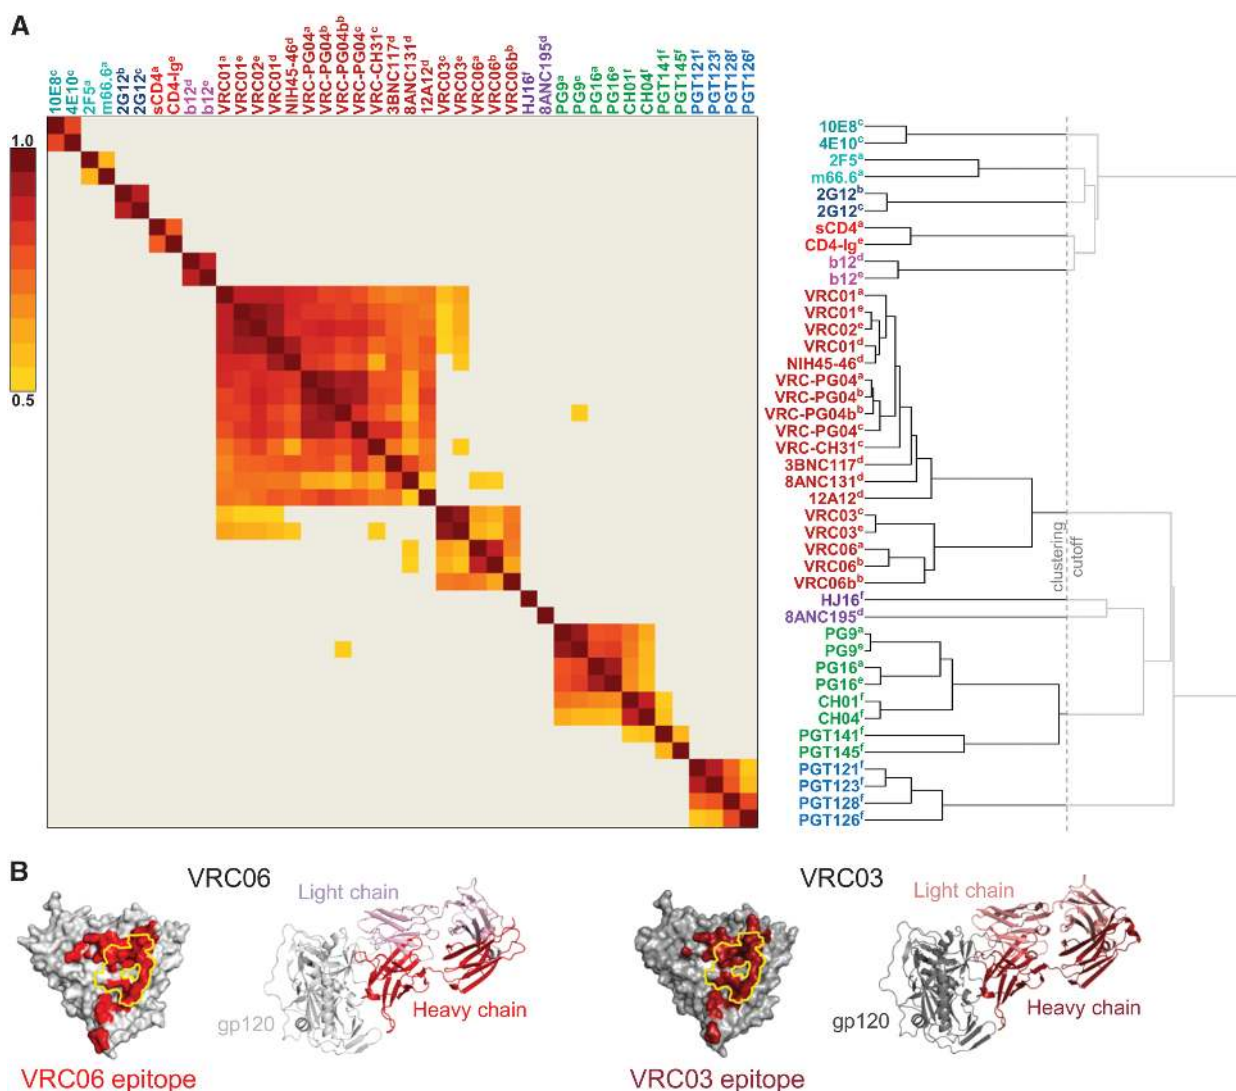 A
10E8ᶜ
4E10ᶜ
2F5ᵃ
m66.6ᵃ
2G12ᵇ
2G12ᶜ
sCD4ᵃ
CD4-Igᵉ
b12ᵈ
b12ᵉ
VRC01ᵃ
VRC01ᵉ
VRC02ᵉ
VRC01ᵈ
NIH45-46ᵈ
VRC-PG04ᵃ
VRC-PG04ᵇ
VRC-PG04bᵇ
VRC-PG04ᶜ
VRC-CH31ᶜ
3BNC117ᵈ
8ANC131ᵈ
12A12ᵈ
VRC03ᶜ
VRC03ᵉ
VRC06ᵃ
VRC06ᵇ
VRC06bᵇ
HJ16ᶠ
8ANC195ᵈ
PG9ᵃ
PG9ᵉ
PG16ᵃ
PG16ᵉ
CH01ᶠ
CH04ᶠ
PGT141ᶠ
PGT145ᶠ
PGT121ᶠ
PGT123ᶠ
PGT128ᶠ
PGT126ᶠ
1.0
0.5
10E8ᶜ
4E10ᶜ
2F5ᵃ
m66.6ᵃ
2G12ᵇ
2G12ᶜ
sCD4ᵃ
CD4-Igᵉ
b12ᵈ
b12ᵉ
VRC01ᵃ
VRC01ᵉ
VRC02ᵉ
VRC01ᵈ
NIH45-46ᵈ
VRC-PG04ᵃ
VRC-PG04ᵇ
VRC-PG04bᵇ
VRC-PG04ᶜ
VRC-CH31ᶜ
3BNC117ᵈ
8ANC131ᵈ
12A12ᵈ
VRC03ᶜ
VRC03ᵉ
VRC06ᵃ
VRC06ᵇ
VRC06bᵇ
HJ16ᶠ
8ANC195ᵈ
PG9ᵃ
PG9ᵉ
PG16ᵃ
PG16ᵉ
CH01ᶠ
CH04ᶠ
PGT141ᶠ
PGT145ᶠ
PGT121ᶠ
PGT123ᶠ
PGT128ᶠ
PGT126ᶠ
clustering
cutoff
B
VRC06
Light chain
gp120
Heavy chain
VRC06 epitope
VRC03
Light chain
gp120
Heavy chain
VRC03 epitope